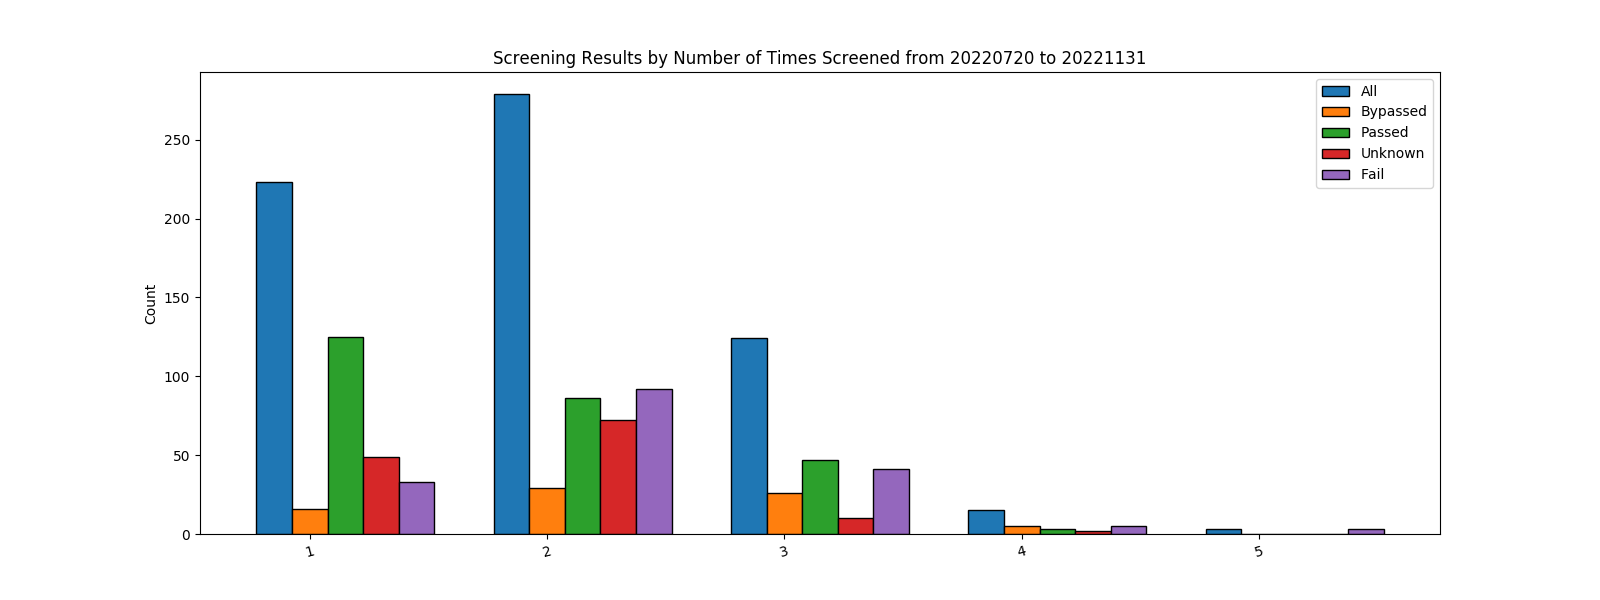 Screening Results by Number of Times Screened from 20220720 to 20221131
All
Bypassed
Passed
Unknown
Fail
Count
250
200
150
100
50
0
1 2 3 4 5